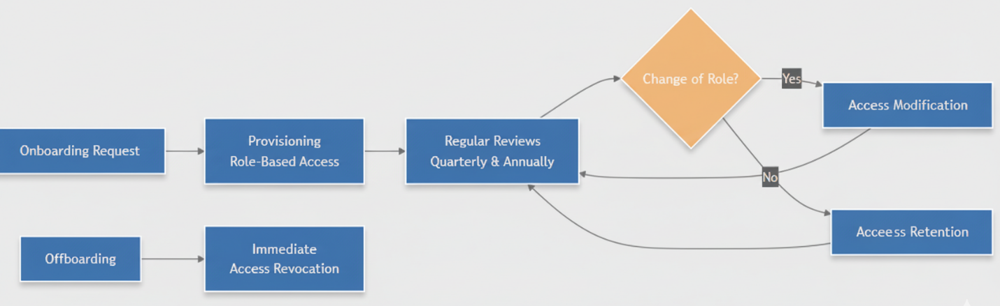 Change of Role?
Yes
Access Modification
Onboarding Request
Provisioning
Role-Based Access
Regular Reviews
Quarterly & Annually
No
Acceess Retention
Offboarding
Immediate
Access Revocation